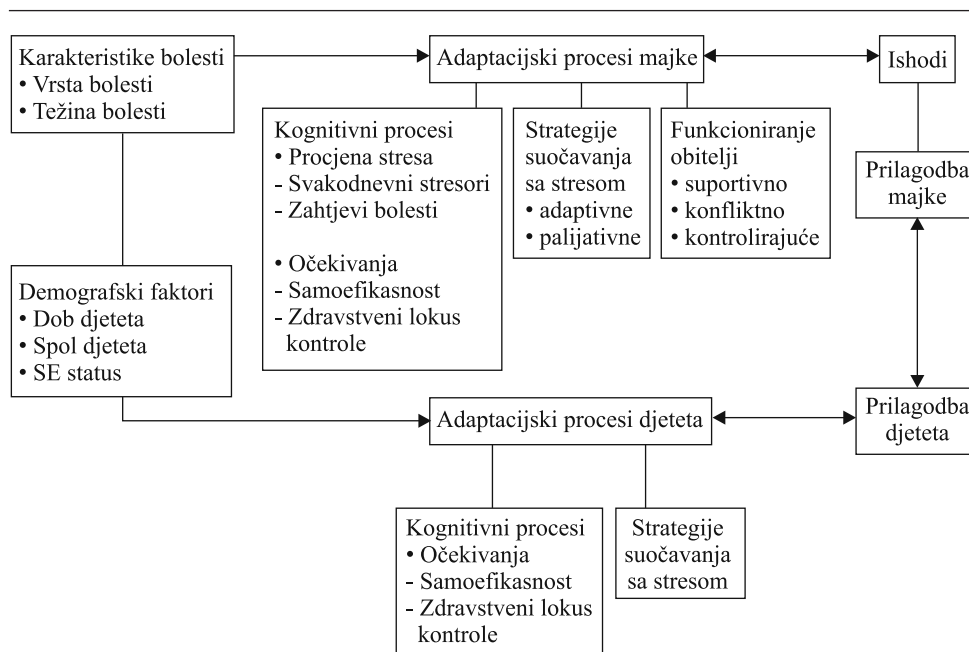 Karakteristike bolesti
• Vrsta bolesti
• Težina bolesti
Adaptacijski procesi majke
Ishodi
Kognitivni procesi
• Procjena stresa
- Svakodnevni stresori
- Zahtjevi bolesti
• Očekivanja
- Samoefikasnost
- Zdravstveni lokus
kontrole
Strategije
suočavanja
sa stresom
• adaptivne
• palijativne
Funkcioniranje
obitelji
• suportivno
• konfliktno
• kontrolirajuće
Prilagodba
majke
Demografski faktori
• Dob djeteta
• Spol djeteta
• SE status
Adaptacijski procesi djeteta
Prilagodba
djeteta
Kognitivni procesi
• Očekivanja
- Samoefikasnost
- Zdravstveni lokus
kontrole
Strategije
suočavanja
sa stresom